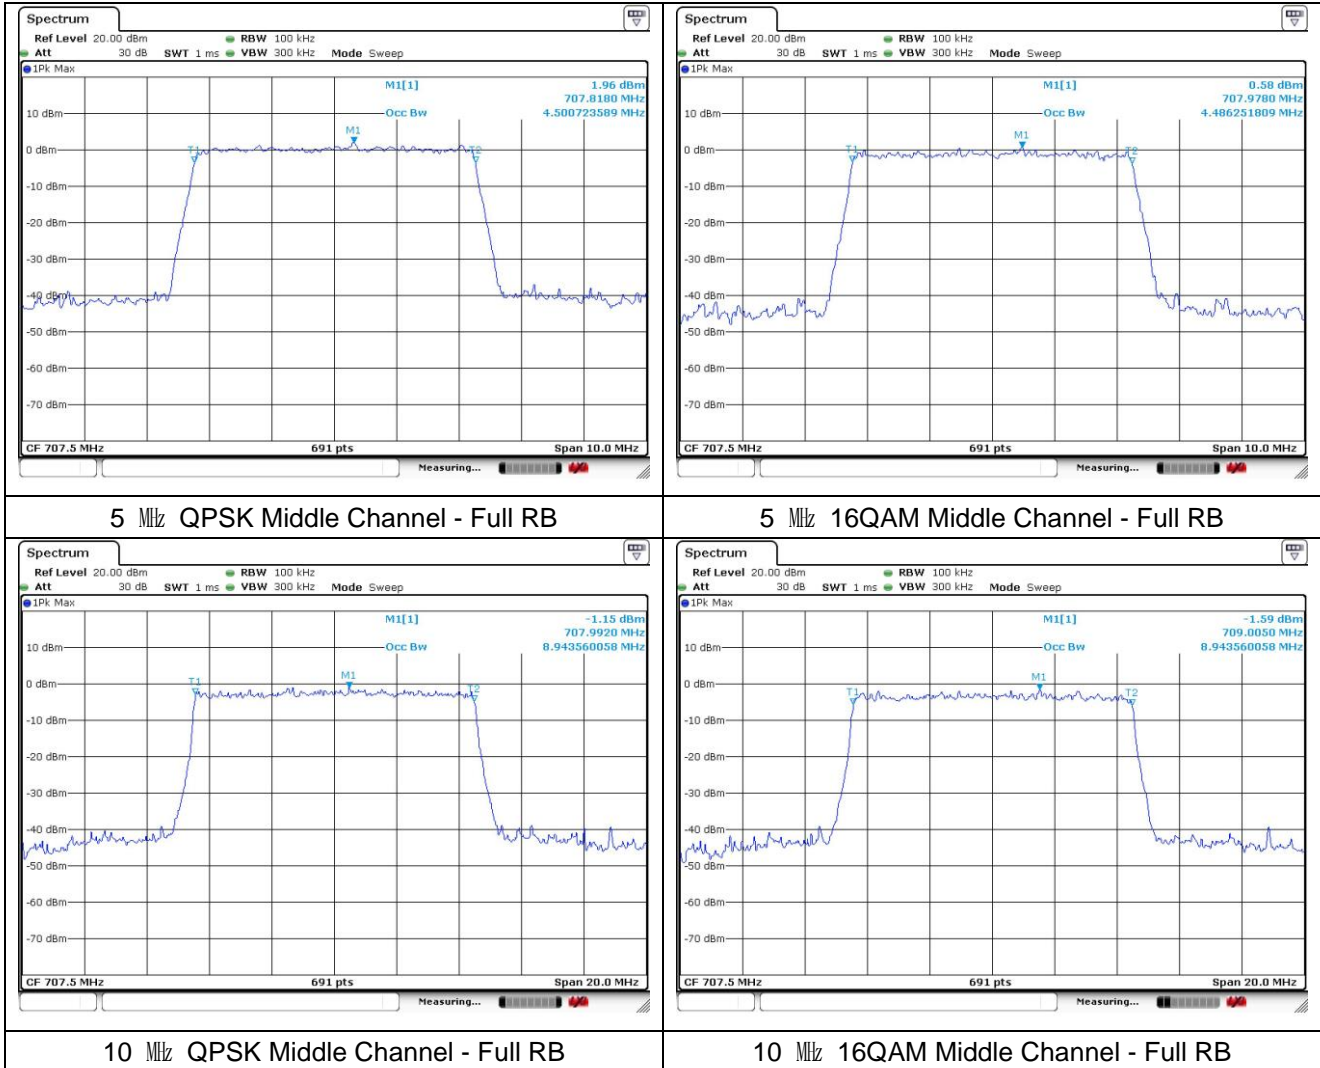 Spectrum
Ref Level 20.00 dBm RBW 100 kHz
Att 30 dB SWT 1 ms VBW 300 kHz Mode Sweep
1Pk Max
M1[1] 1.96 dBm
707.8180 MHz
10 dBm Occ Bw 4.500723589 MHz
M1
0 dBm
T1 T2
-10 dBm
-20 dBm
-30 dBm
-40 dBm
-50 dBm
-60 dBm
-70 dBm
CF 707.5 MHz 691 pts Span 10.0 MHz
Measuring...
5 ㎒ QPSK Middle Channel - Full RB
Spectrum
Ref Level 20.00 dBm RBW 100 kHz
Att 30 dB SWT 1 ms VBW 300 kHz Mode Sweep
1Pk Max
M1[1] 0.58 dBm
707.9780 MHz
10 dBm Occ Bw 4.486251809 MHz
M1
0 dBm
T1 T2
-10 dBm
-20 dBm
-30 dBm
-40 dBm
-50 dBm
-60 dBm
-70 dBm
CF 707.5 MHz 691 pts Span 10.0 MHz
Measuring...
5 ㎒ 16QAM Middle Channel - Full RB
Spectrum
Ref Level 20.00 dBm RBW 100 kHz
Att 30 dB SWT 1 ms VBW 300 kHz Mode Sweep
1Pk Max
M1[1] -1.15 dBm
707.9920 MHz
10 dBm Occ Bw 8.943560058 MHz
M1
0 dBm
T1 T2
-10 dBm
-20 dBm
-30 dBm
-40 dBm
-50 dBm
-60 dBm
-70 dBm
CF 707.5 MHz 691 pts Span 20.0 MHz
Measuring...
10 ㎒ QPSK Middle Channel - Full RB
Spectrum
Ref Level 20.00 dBm RBW 100 kHz
Att 30 dB SWT 1 ms VBW 300 kHz Mode Sweep
1Pk Max
M1[1] -1.59 dBm
709.0050 MHz
10 dBm Occ Bw 8.943560058 MHz
M1
0 dBm
T1 T2
-10 dBm
-20 dBm
-30 dBm
-40 dBm
-50 dBm
-60 dBm
-70 dBm
CF 707.5 MHz 691 pts Span 20.0 MHz
Measuring...
10 ㎒ 16QAM Middle Channel - Full RB